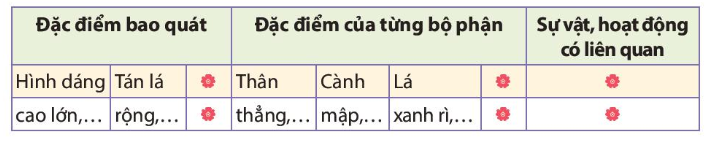 Đặc điểm bao quát Đặc điểm của từng bộ phận Sự vật, hoạt động
có liên quan
Hình dáng Tán lá Thân Cành Lá
cao lớn,... rộng,... thẳng,... mập,... xanh rì,...